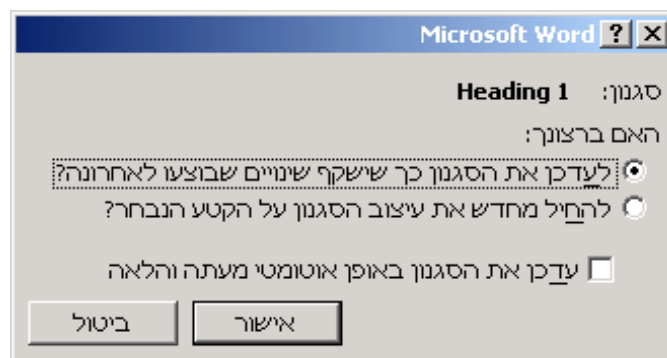 Microsoft Word
סגנון: Heading 1
האם ברצונך:
לעדכן את הסגנון כך שישקף שינויים שבוצעו לאחרונה?
להחיל מחדש את עיצוב הסגנון על הקטע הנבחר?
עדכן את הסגנון באופן אוטומטי מעתה והלאה
אישור
ביטול